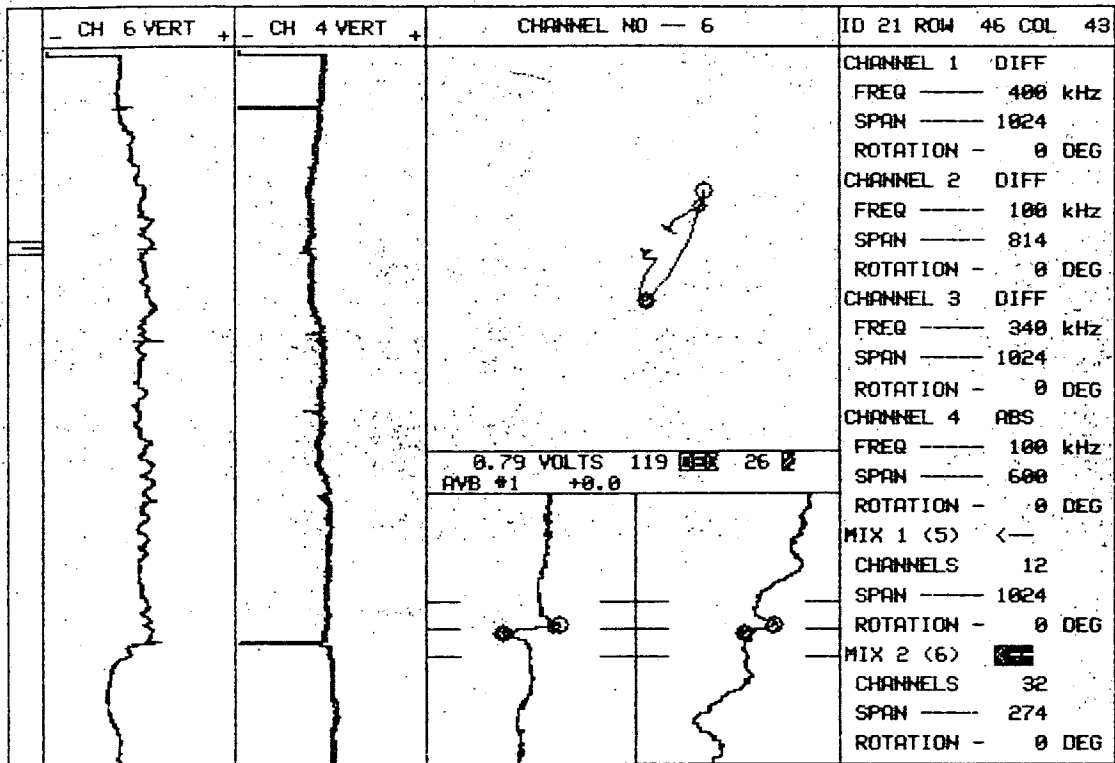 _ CH 6 VERT + _ CH 4 VERT + CHANNEL NO -- 6 ID 21 ROW 46 COL 43
CHANNEL 1 DIFF
FREQ ----- 400 kHz
SPAN ----- 1024
ROTATION - 0 DEG
CHANNEL 2 DIFF
FREQ ----- 100 kHz
SPAN ----- 814
ROTATION - 0 DEG
CHANNEL 3 DIFF
FREQ ----- 340 kHz
SPAN ----- 1024
ROTATION - 0 DEG
CHANNEL 4 ABS
FREQ ----- 100 kHz
SPAN ----- 600
ROTATION - 0 DEG
MIX 1 (5) <--
CHANNELS 12
SPAN ----- 1024
ROTATION - 0 DEG
MIX 2 (6) <--
CHANNELS 32
SPAN ----- 274
ROTATION - 0 DEG
0.79 VOLTS 119 DEG 26 %
AVB #1 +0.0